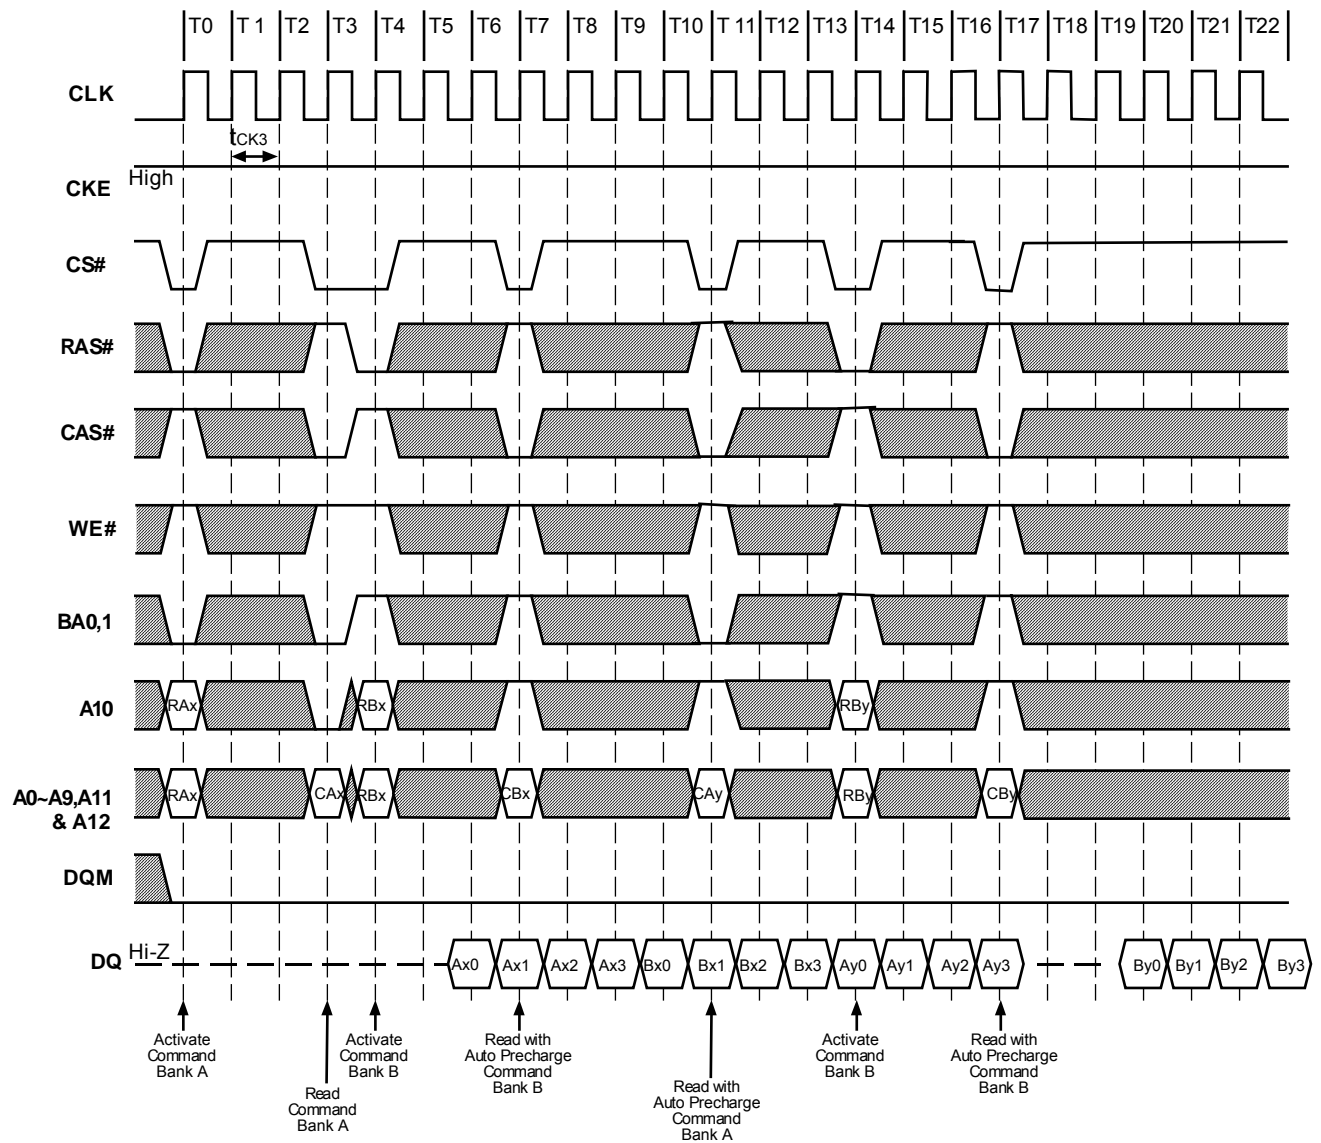 T0 T 1 T2 T3 T4 T5 T6 T7 T8 T9 T10 T 11 T12 T13 T14 T15 T16 T17 T18 T19 T20 T21 T22
CLK
tCK3
High
CKE
CS#
RAS#
CAS#
WE#
BA0,1
A10
RAx RBx RBy
A0~A9,A11
& A12
RAx CAx RBx CBx CAy RBy CBy
DQM
DQ Hi-Z
Ax0 Ax1 Ax2 Ax3 Bx0 Bx1 Bx2 Bx3 Ay0 Ay1 Ay2 Ay3 By0 By1 By2 By3
Activate
Command
Bank A
Read
Command
Bank A
Activate
Command
Bank B
Read with
Auto Precharge
Command
Bank B
Read with
Auto Precharge
Command
Bank A
Activate
Command
Bank B
Read with
Auto Precharge
Command
Bank B